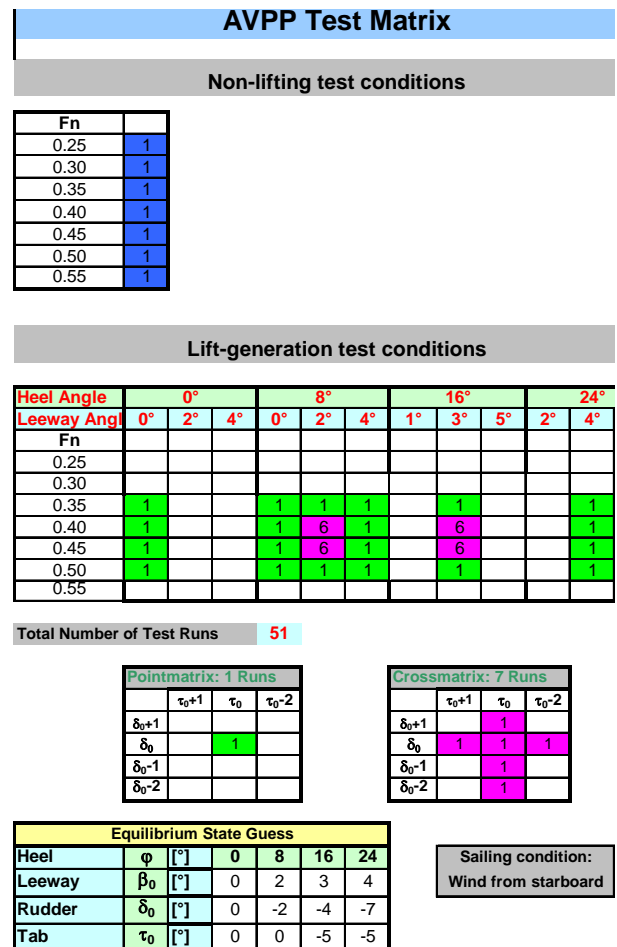 AVPP Test Matrix
Non-lifting test conditions
Fn
0.25 1
0.30 1
0.35 1
0.40 1
0.45 1
0.50 1
0.55 1
Lift-generation test conditions
Heel Angle 0° 8° 16° 24°
Leeway Angl 0° 2° 4° 0° 2° 4° 1° 3° 5° 2° 4°
Fn
0.25
0.30
0.35 1 1 1 1 1 1
0.40 1 1 6 1 6 1
0.45 1 1 6 1 6 1
0.50 1 1 1 1 1 1
0.55
Total Number of Test Runs 51
Pointmatrix: 1 Runs
τ₀+1 τ₀ τ₀-2
δ₀+1
δ₀ 1
δ₀-1
δ₀-2
Crossmatrix: 7 Runs
τ₀+1 τ₀ τ₀-2
δ₀+1 1
δ₀ 1 1 1
δ₀-1 1
δ₀-2 1
Equilibrium State Guess
Heel φ [°] 0 8 16 24
Leeway β₀ [°] 0 2 3 4
Rudder δ₀ [°] 0 -2 -4 -7
Tab τ₀ [°] 0 0 -5 -5
Sailing condition:
Wind from starboard